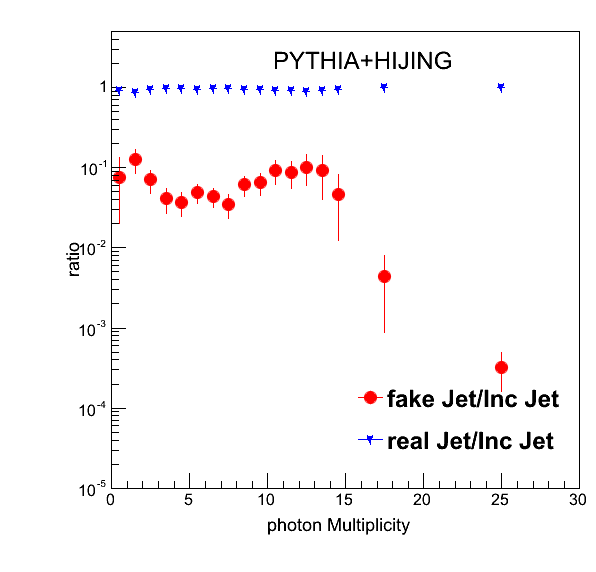 PYTHIA+HIJING
1
10-1
10-2
10-3
10-4
10-5
ratio
fake Jet/Inc Jet
real Jet/Inc Jet
0 5 10 15 20 25 30
photon Multiplicity